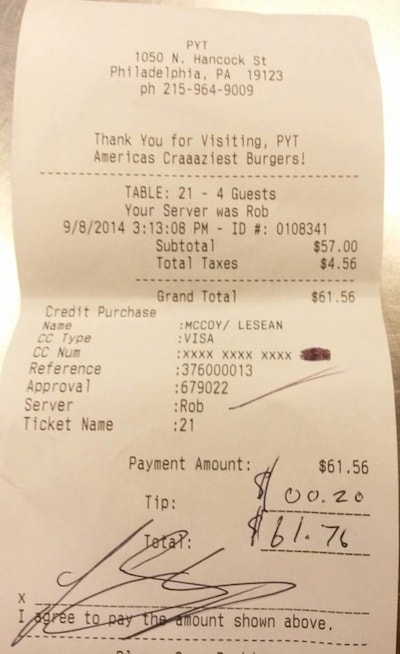 PYT
1050 N. Hancock St
Philadelphia, PA 19123
ph 215-964-9009
Thank You for Visiting, PYT
Americas Craaaziest Burgers!
TABLE: 21 - 4 Guests
Your Server was Rob
9/8/2014 3:13:08 PM - ID #: 0108341
Subtotal $57.00
Total Taxes $4.56
Grand Total $61.56
Credit Purchase
Name :MCCOY/ LESEAN
CC Type :VISA
CC Num :XXXX XXXX XXXX
Reference :376000013
Approval :679022
Server :Rob
Ticket Name :21
Payment Amount: $61.56
Tip: $ 00.20
Total: $61.76
X
I agree to pay the amount shown above.